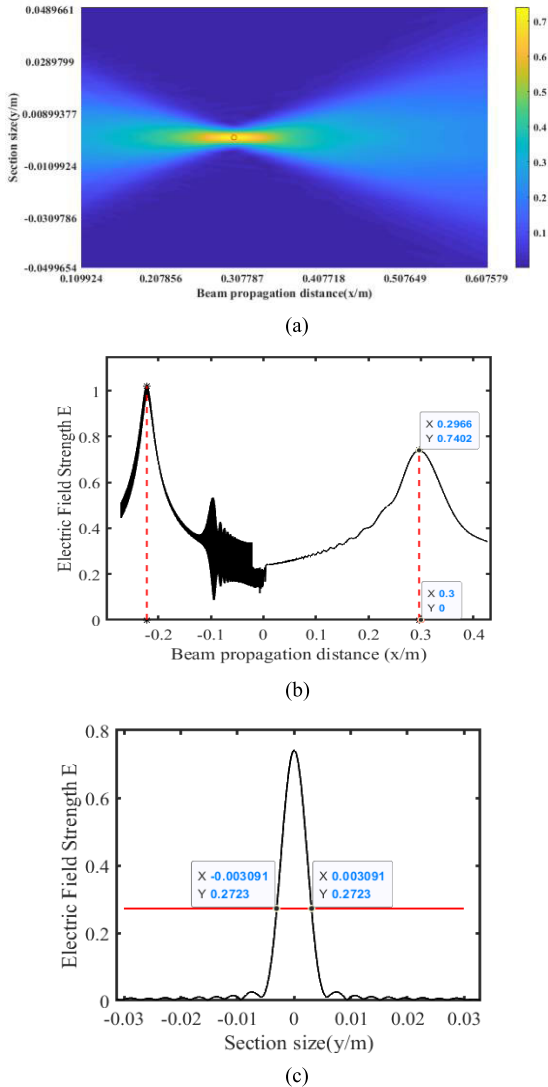 0.0489661
0.0289799
0.00899377
-0.0109924
-0.0309786
-0.0499654
Section size(y/m)
0.109924 0.207856 0.307787 0.407718 0.507649 0.607579
Beam propagation distance(x/m)
0.7
0.6
0.5
0.4
0.3
0.2
0.1
(a)
Electric Field Strength E
1
0.8
0.6
0.4
0.2
0
X 0.2966
Y 0.7402
X 0.3
Y 0
-0.2 -0.1 0 0.1 0.2 0.3 0.4
Beam propagation distance (x/m)
(b)
Electric Field Strength E
0.8
0.6
0.4
0.2
0
X -0.003091
Y 0.2723
X 0.003091
Y 0.2723
-0.03 -0.02 -0.01 0 0.01 0.02 0.03
Section size(y/m)
(c)